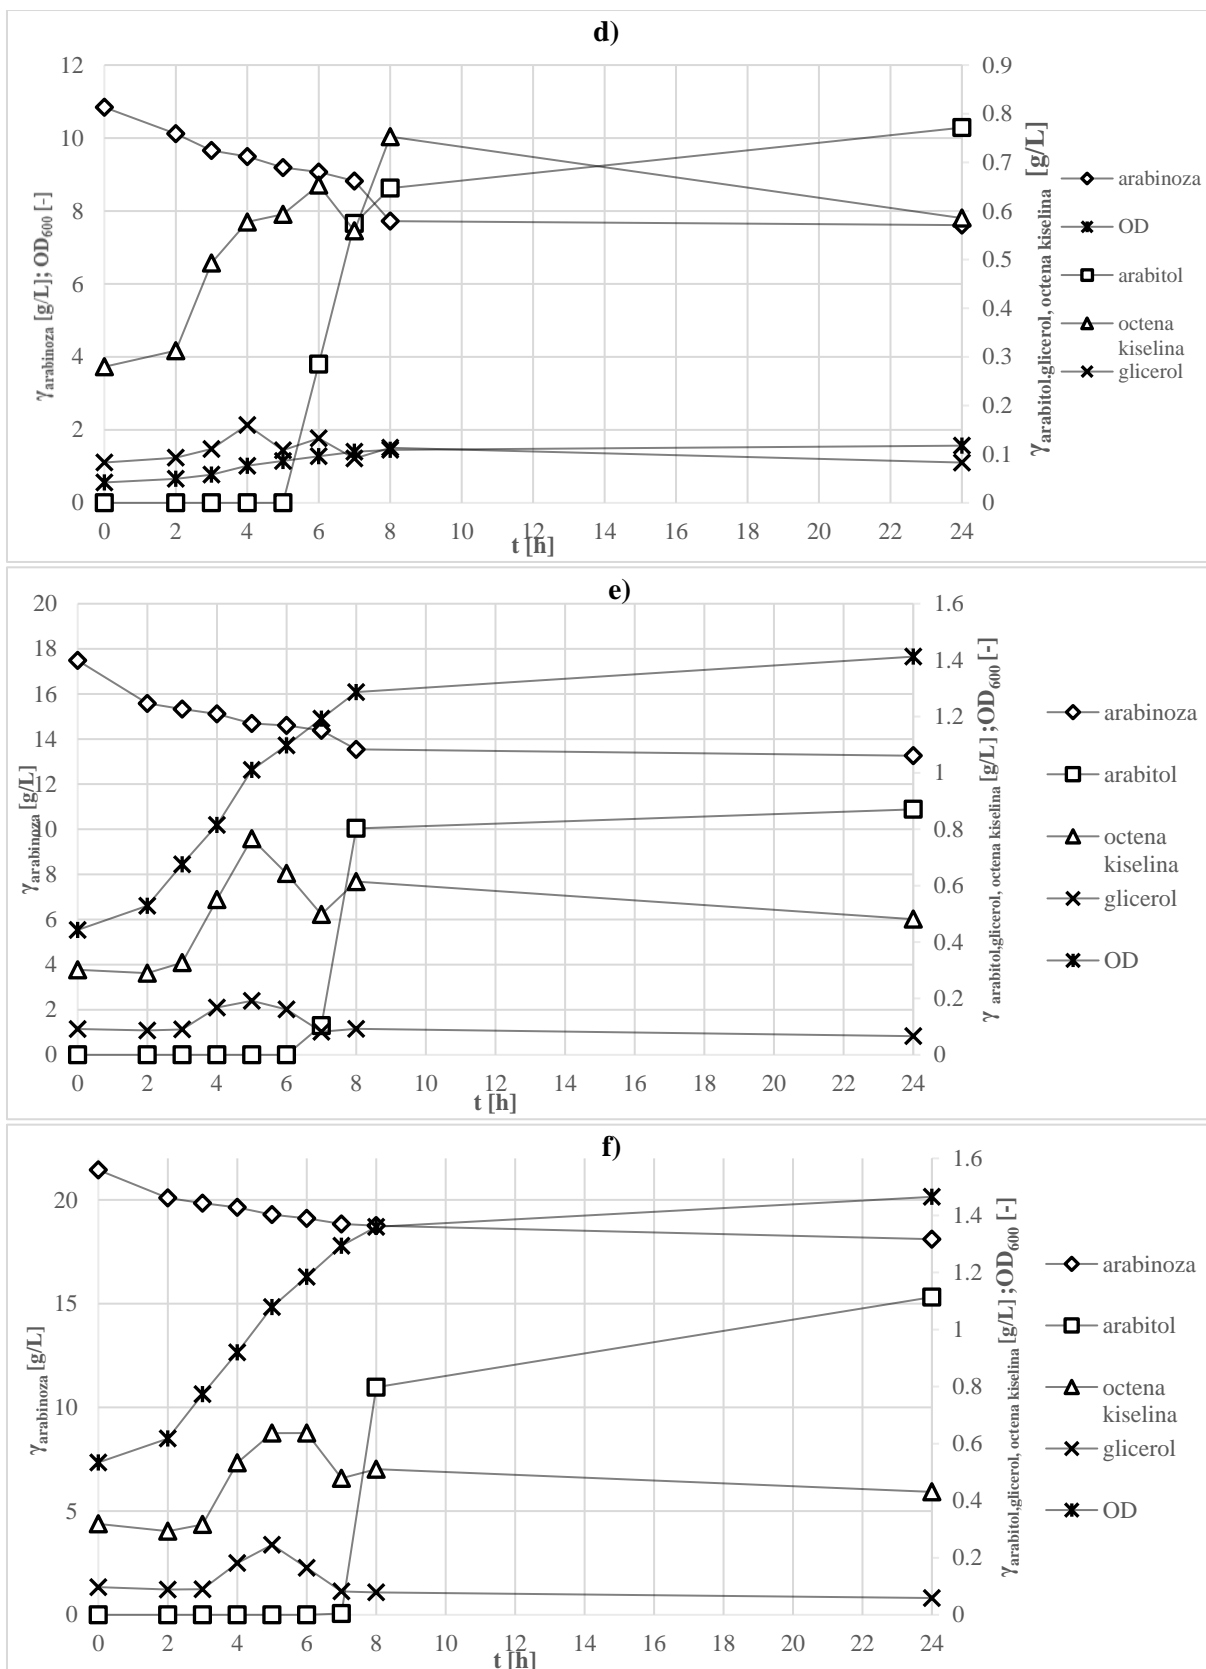 d)
12
10
8
6
4
2
0
0.9
0.8
0.7
0.6
0.5
0.4
0.3
0.2
0.1
0
0 2 4 6 8 10 12 14 16 18 20 22 24
t [h]
γarabinoza [g/L]; OD600 [-]
γarabitol.glicerol, octena kiselina [g/L]
arabinoza
OD
arabitol
octena
kiselina
glicerol
e)
20
18
16
14
12
10
8
6
4
2
0
1.6
1.4
1.2
1
0.8
0.6
0.4
0.2
0
0 2 4 6 8 10 12 14 16 18 20 22 24
t [h]
γarabinoza [g/L]
γ arabitol,glicerol, octena kiselina [g/L] ;OD600 [-]
arabinoza
arabitol
octena
kiselina
glicerol
OD
f)
20
15
10
5
0
1.6
1.4
1.2
1
0.8
0.6
0.4
0.2
0
0 2 4 6 8 10 12 14 16 18 20 22 24
t [h]
γarabinoza [g/L]
γarabitol,glicerol, octena kiselina [g/L] ;OD600 [-]
arabinoza
arabitol
octena
kiselina
glicerol
OD